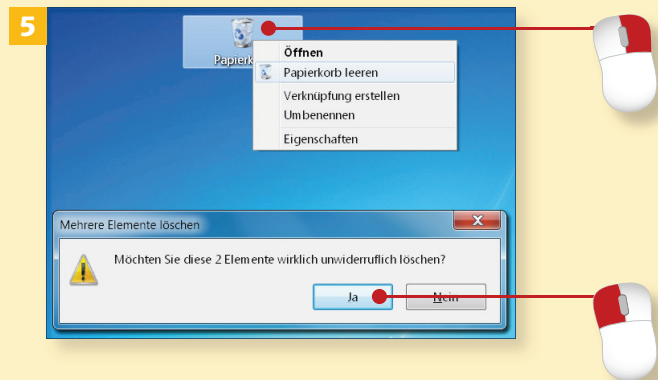 5
Öffnen
Papierkorb leeren
Verknüpfung erstellen
Umbenennen
Eigenschaften
Mehrere Elemente löschen
Möchten Sie diese 2 Elemente wirklich unwiderruflich löschen?
Ja
Nein